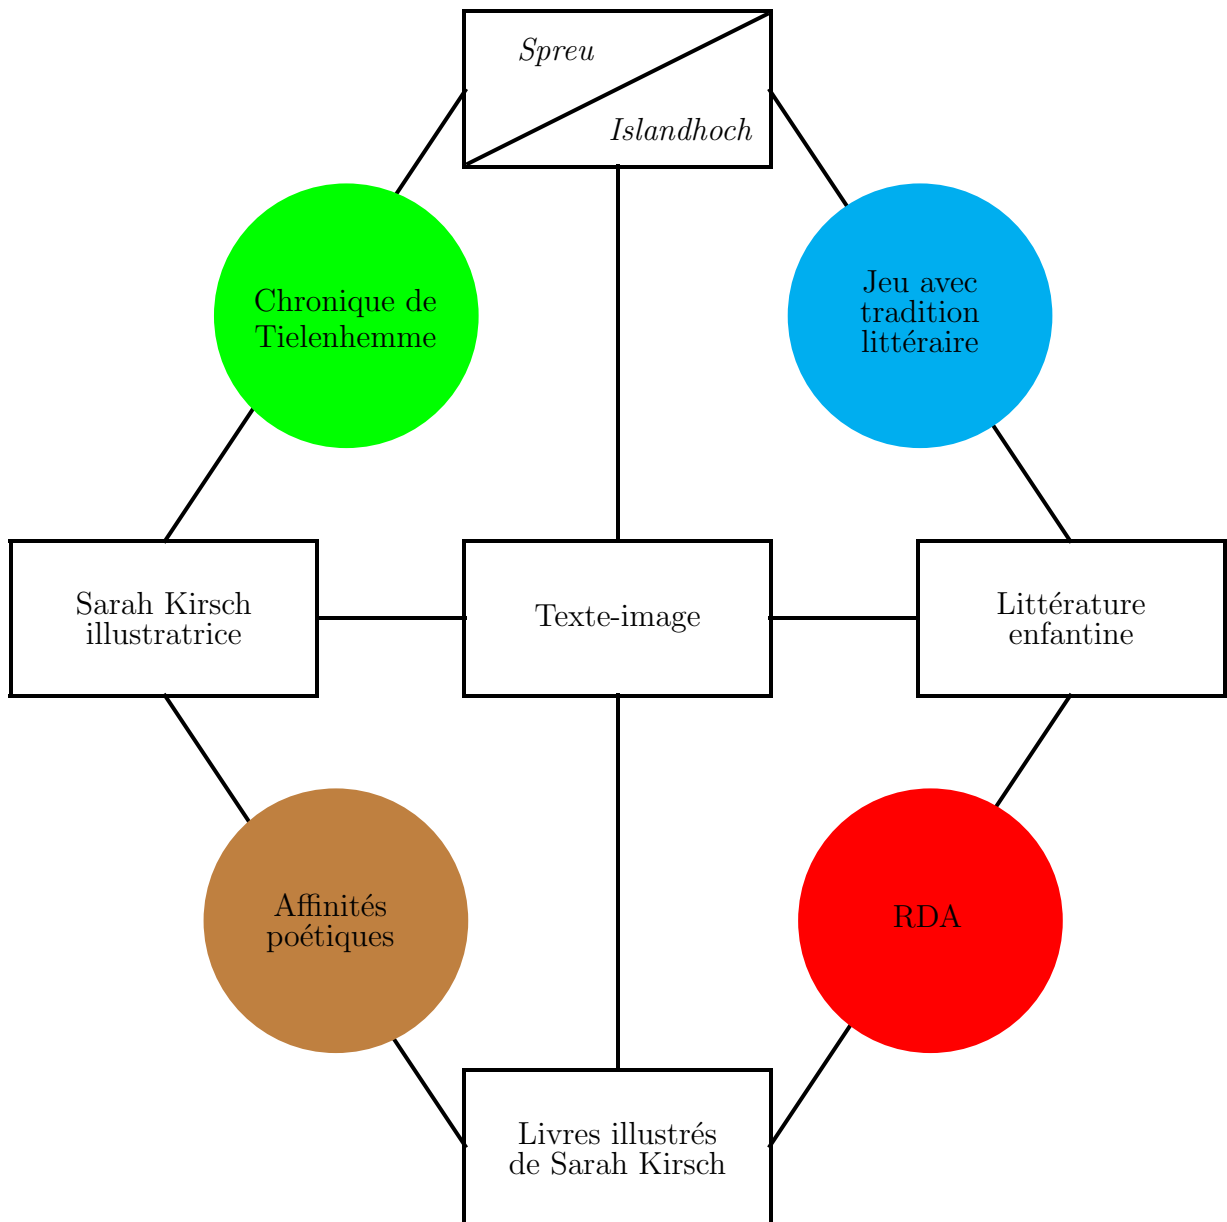 Spreu
Islandhoch
Chronique de
Tielenhemme
Jeu avec
tradition
littéraire
Sarah Kirsch
illustratrice
Texte-image
Littérature
enfantine
Affinités
poétiques
RDA
Livres illustrés
de Sarah Kirsch